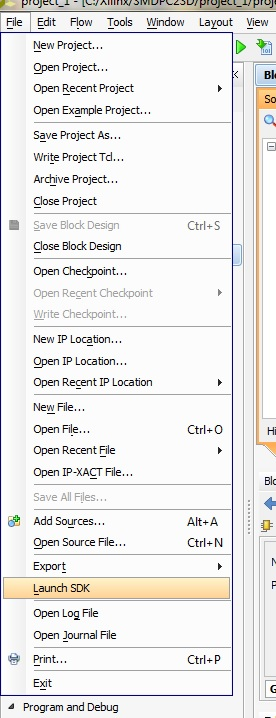 project_1 - [C:/Xilinx/SMDPC2SD/project_1/proje
File Edit Flow Tools Window Layout View
New Project...
Open Project...
Open Recent Project
Open Example Project...
Save Project As...
Write Project Tcl...
Archive Project...
Close Project
Save Block Design Ctrl+S
Close Block Design
Open Checkpoint...
Open Recent Checkpoint
Write Checkpoint...
New IP Location...
Open IP Location...
Open Recent IP Location
New File...
Open File... Ctrl+O
Open Recent File
Open IP-XACT File...
Save All Files...
Add Sources... Alt+A
Open Source File... Ctrl+N
Export
Launch SDK
Open Log File
Open Journal File
Print... Ctrl+P
Exit
Program and Debug
Blo
So
Hi
Blo
N
P
G